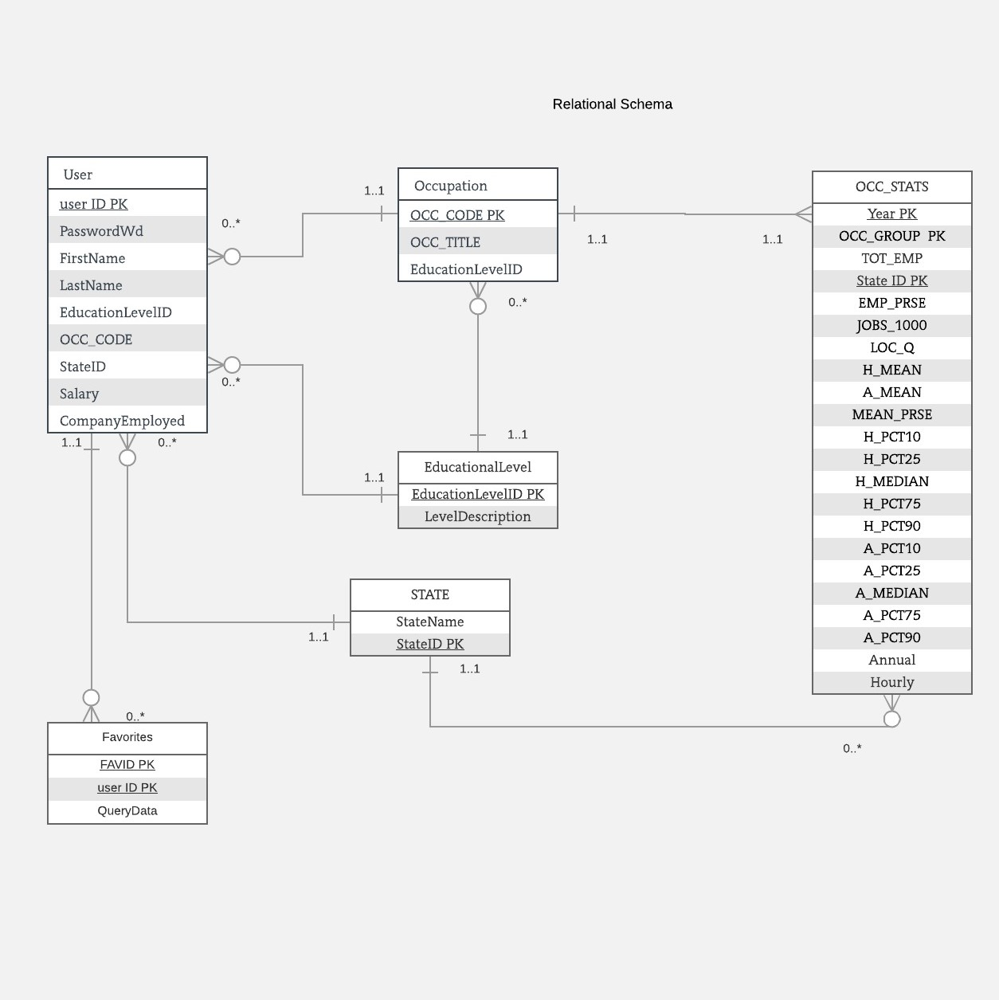 Relational Schema
User
user ID PK
PasswordWd
FirstName
LastName
EducationLevelID
OCC_CODE
StateID
Salary
CompanyEmployed
0..*
0..*
1..1
0..*
1..1
Occupation
OCC_CODE PK
OCC_TITLE
EducationLevelID
1..1
1..1
0..*
1..1
1..1
EducationalLevel
EducationLevelID PK
LevelDescription
STATE
StateName
StateID PK
1..1
1..1
0..*
OCC_STATS
Year PK
OCC_GROUP PK
TOT_EMP
State ID PK
EMP_PRSE
JOBS_1000
LOC_Q
H_MEAN
A_MEAN
MEAN_PRSE
H_PCT10
H_PCT25
H_MEDIAN
H_PCT75
H_PCT90
A_PCT10
A_PCT25
A_MEDIAN
A_PCT75
A_PCT90
Annual
Hourly
0..*
Favorites
FAVID PK
user ID PK
QueryData